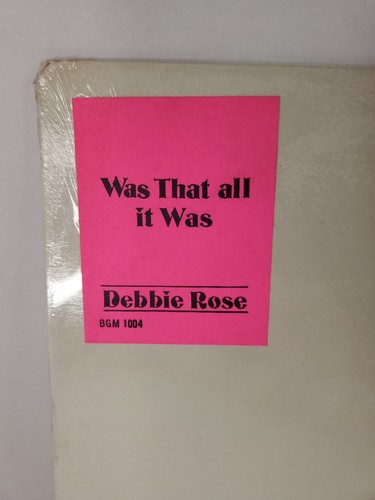 Was That all
it Was
Debbie Rose
BGM 1004